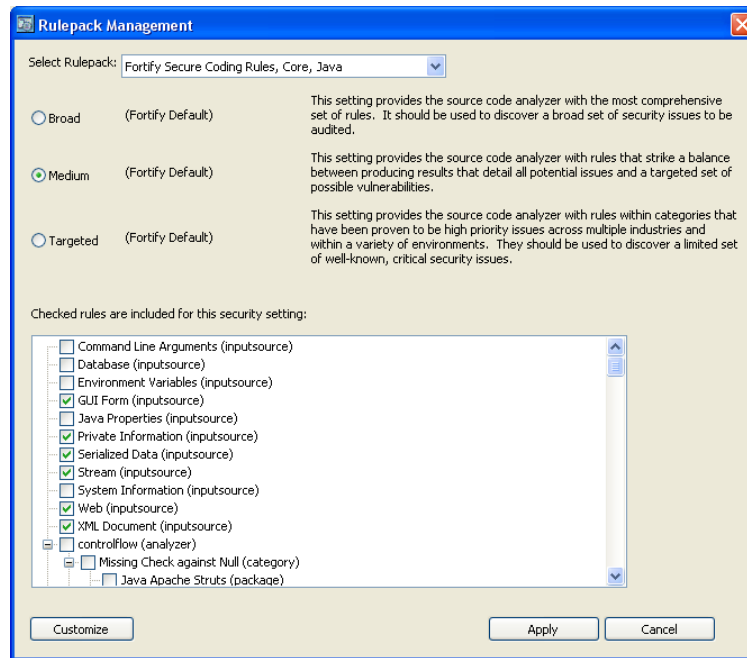 Rulepack Management
Select Rulepack: Fortify Secure Coding Rules, Core, Java
Broad (Fortify Default) This setting provides the source code analyzer with the most comprehensive
set of rules. It should be used to discover a broad set of security issues to be
audited.
Medium (Fortify Default) This setting provides the source code analyzer with rules that strike a balance
between producing results that detail all potential issues and a targeted set of
possible vulnerabilities.
Targeted (Fortify Default) This setting provides the source code analyzer with rules within categories that
have been proven to be high priority issues across multiple industries and
within a variety of environments. They should be used to discover a limited set
of well-known, critical security issues.
Checked rules are included for this security setting:
Command Line Arguments (inputsource)
Database (inputsource)
Environment Variables (inputsource)
GUI Form (inputsource)
Java Properties (inputsource)
Private Information (inputsource)
Serialized Data (inputsource)
Stream (inputsource)
System Information (inputsource)
Web (inputsource)
XML Document (inputsource)
controlflow (analyzer)
Missing Check against Null (category)
Java Apache Struts (package)
Customize Apply Cancel